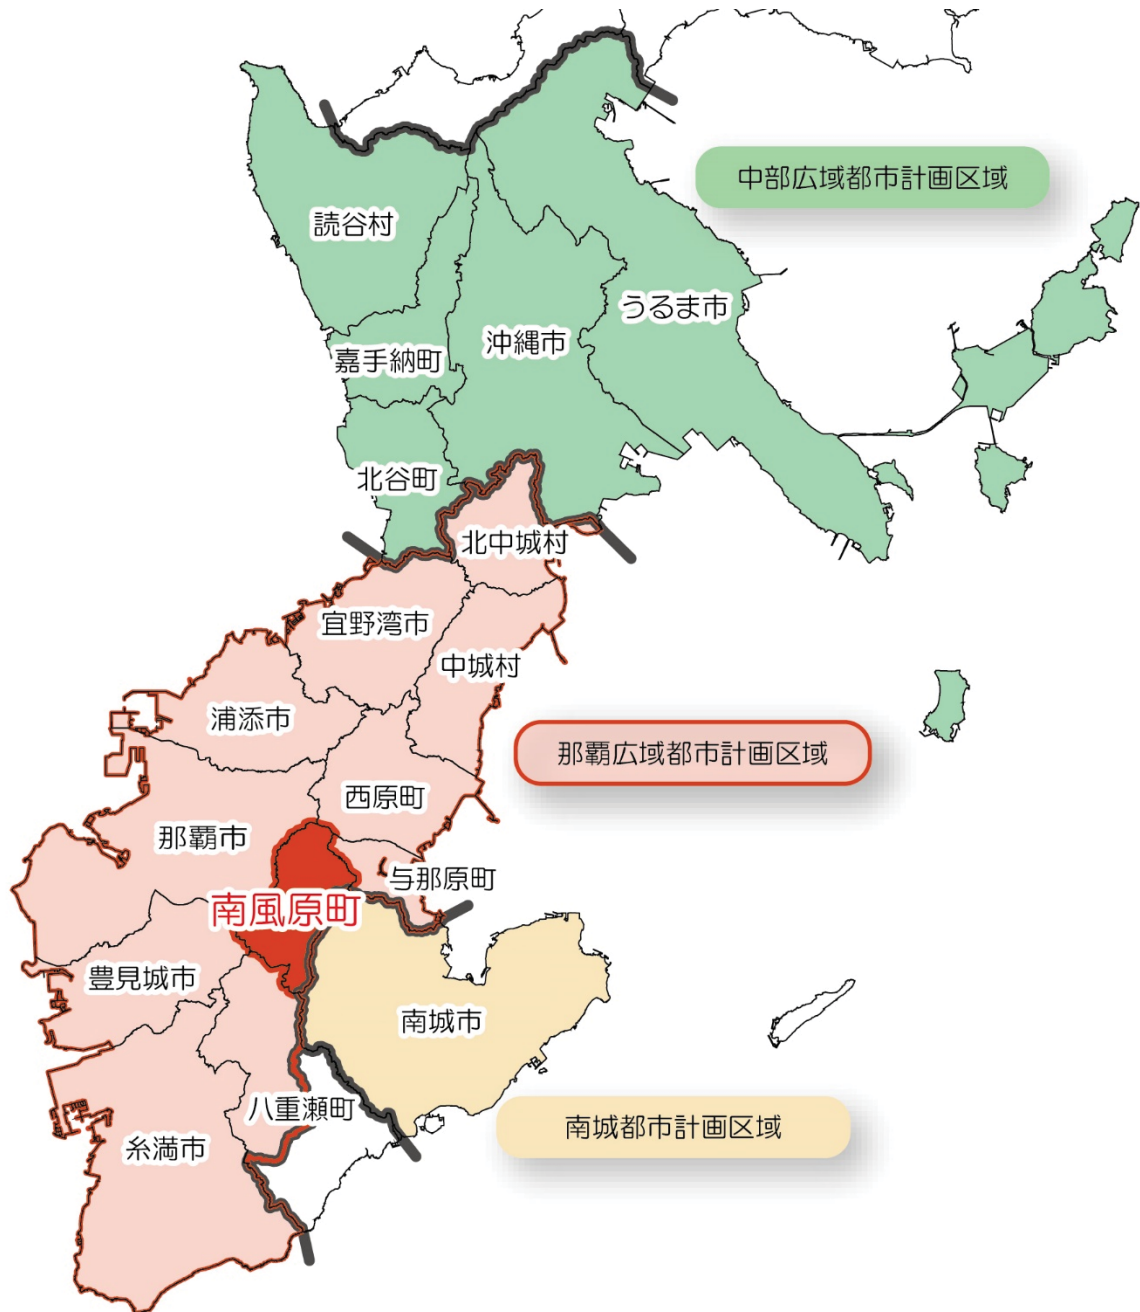 中部広域都市計画区域
読谷村
うるま市
沖縄市
嘉手納町
北谷町
北中城村
宜野湾市
中城村
浦添市
那覇広域都市計画区域
西原町
那覇市
与那原町
南風原町
豊見城市
南城市
八重瀬町
南城都市計画区域
糸満市